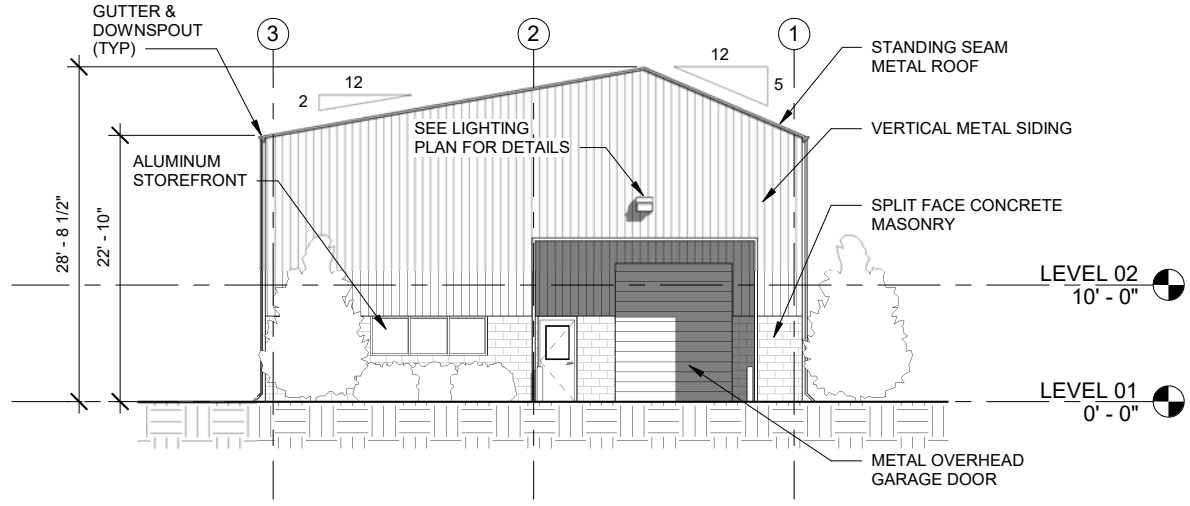 GUTTER &
DOWNSPOUT
(TYP)
3
2
1
12
2
12
5
STANDING SEAM
METAL ROOF
SEE LIGHTING
PLAN FOR DETAILS
VERTICAL METAL SIDING
ALUMINUM
STOREFRONT
SPLIT FACE CONCRETE
MASONRY
28' - 8 1/2"
22' - 10"
LEVEL 02
10' - 0"
LEVEL 01
0' - 0"
METAL OVERHEAD
GARAGE DOOR